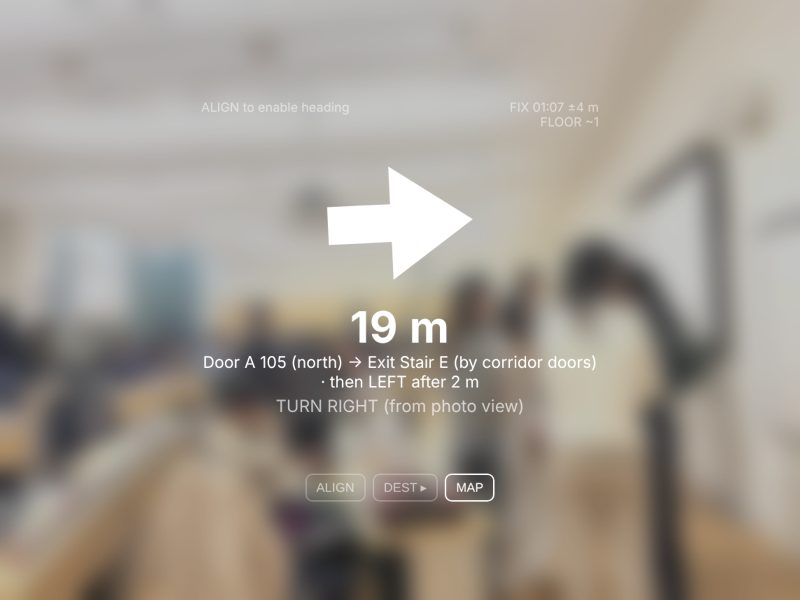 ALIGN to enable heading
FIX 01:07 ±4 m
FLOOR ~1
19 m
Door A 105 (north) → Exit Stair E (by corridor doors)
· then LEFT after 2 m
TURN RIGHT (from photo view)
ALIGN
DEST ▸
MAP